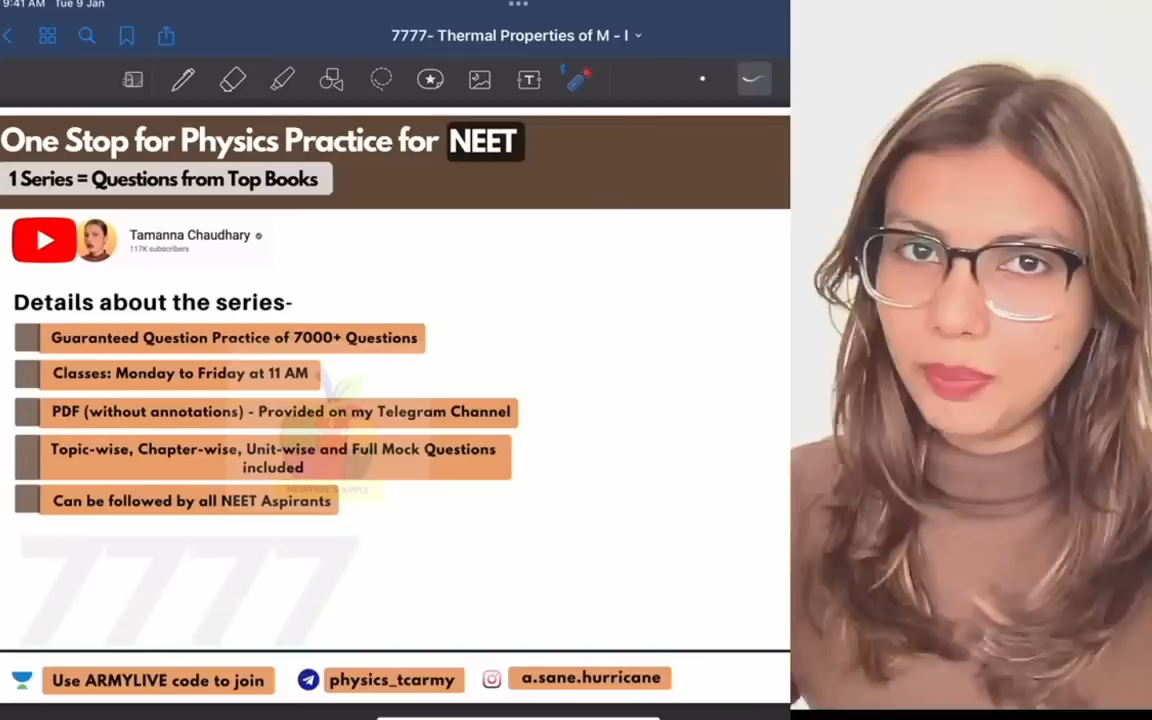 9:41 AM Tue 9 Jan
7777- Thermal Properties of M - I
One Stop for Physics Practice for NEET
1 Series = Questions from Top Books
Tamanna Chaudhary
117K subscribers
Details about the series-
Guaranteed Question Practice of 7000+ Questions
Classes: Monday to Friday at 11 AM
PDF (without annotations) - Provided on my Telegram Channel
Topic-wise, Chapter-wise, Unit-wise and Full Mock Questions
included
NEWTON'S APPLE
Can be followed by all NEET Aspirants
7777
Use ARMYLIVE code to join
physics_tcarmy
a.sane.hurricane